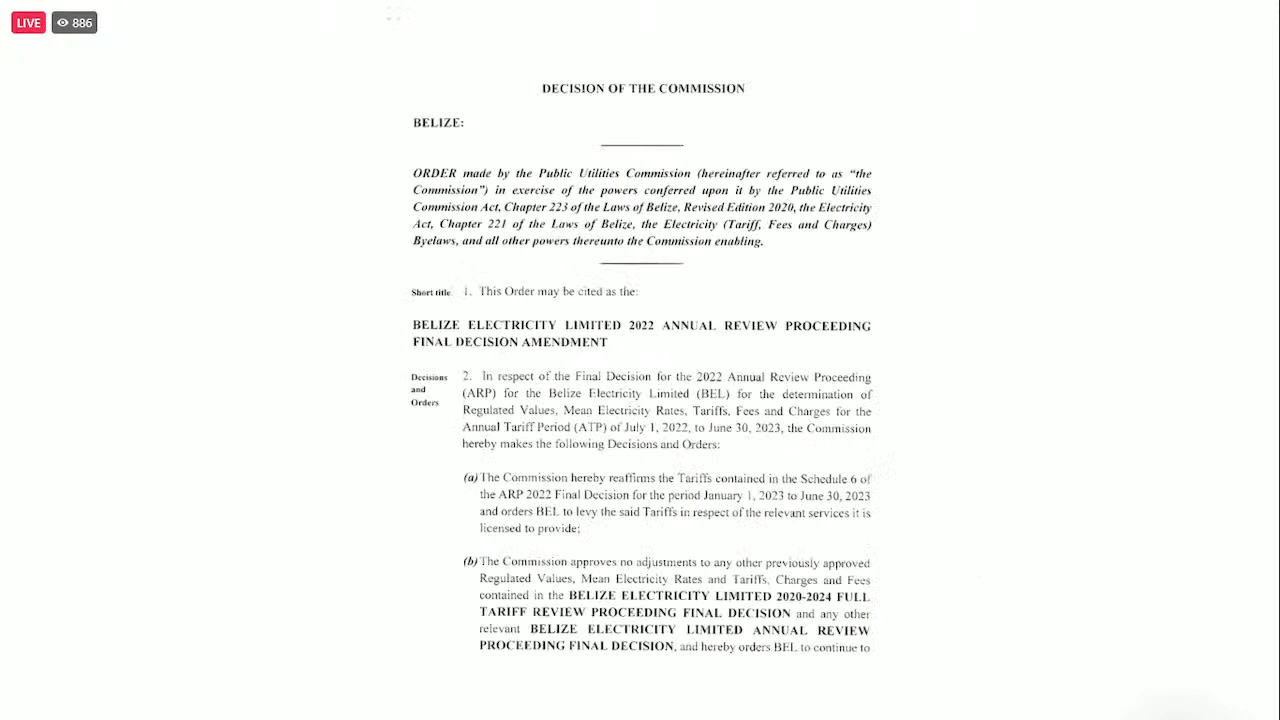 LIVE 886
DECISION OF THE COMMISSION
BELIZE:
ORDER made by the Public Utilities Commission (hereinafter referred to as “the
Commission”) in exercise of the powers conferred upon it by the Public Utilities
Commission Act, Chapter 223 of the Laws of Belize, Revised Edition 2020, the Electricity
Act, Chapter 221 of the Laws of Belize, the Electricity (Tariff, Fees and Charges)
Byelaws, and all other powers thereunto the Commission enabling.
Short title 1. This Order may be cited as the:
BELIZE ELECTRICITY LIMITED 2022 ANNUAL REVIEW PROCEEDING
FINAL DECISION AMENDMENT
Decisions
and
Orders
2. In respect of the Final Decision for the 2022 Annual Review Proceeding
(ARP) for the Belize Electricity Limited (BEL) for the determination of
Regulated Values, Mean Electricity Rates, Tariffs, Fees and Charges for the
Annual Tariff Period (ATP) of July 1, 2022, to June 30, 2023, the Commission
hereby makes the following Decisions and Orders:
(a) The Commission hereby reaffirms the Tariffs contained in the Schedule 6 of
the ARP 2022 Final Decision for the period January 1, 2023 to June 30, 2023
and orders BEL to levy the said Tariffs in respect of the relevant services it is
licensed to provide;
(b) The Commission approves no adjustments to any other previously approved
Regulated Values, Mean Electricity Rates and Tariffs, Charges and Fees
contained in the BELIZE ELECTRICITY LIMITED 2020-2024 FULL
TARIFF REVIEW PROCEEDING FINAL DECISION and any other
relevant BELIZE ELECTRICITY LIMITED ANNUAL REVIEW
PROCEEDING FINAL DECISION, and hereby orders BEL to continue to